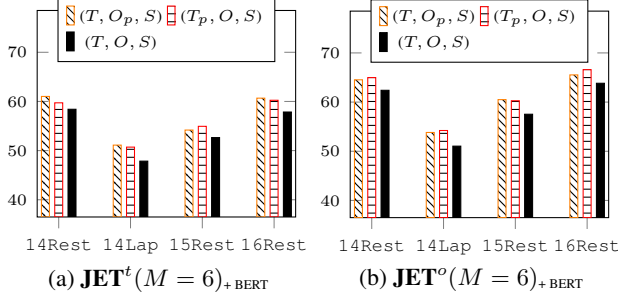 (T, O_p, S) (T_p, O, S)
(T, O, S)
70
60
50
40
14Rest 14Lap 15Rest 16Rest
(a) JET^t(M = 6)_{+ BERT}
(T, O_p, S) (T_p, O, S)
(T, O, S)
70
60
50
40
14Rest 14Lap 15Rest 16Rest
(b) JET^o(M = 6)_{+ BERT}